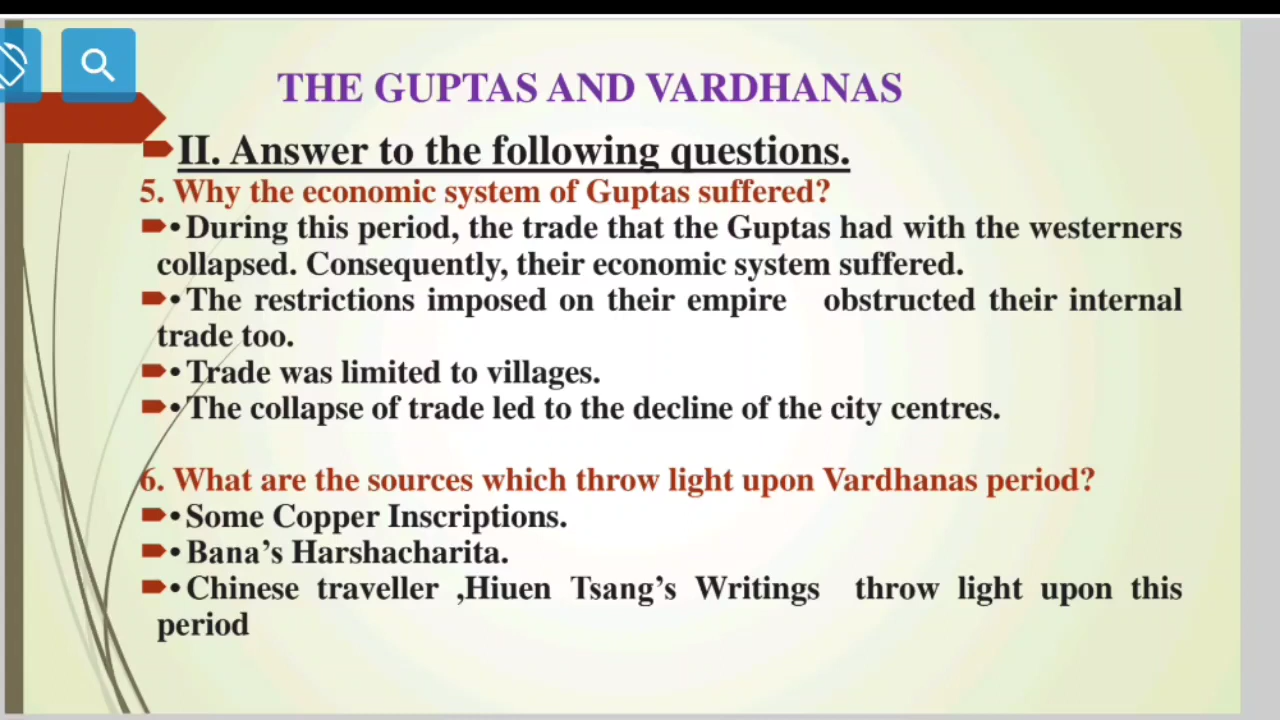 THE GUPTAS AND VARDHANAS
II. Answer to the following questions.
5. Why the economic system of Guptas suffered?
• During this period, the trade that the Guptas had with the westerners
collapsed. Consequently, their economic system suffered.
• The restrictions imposed on their empire obstructed their internal
trade too.
• Trade was limited to villages.
• The collapse of trade led to the decline of the city centres.
6. What are the sources which throw light upon Vardhanas period?
• Some Copper Inscriptions.
• Bana’s Harshacharita.
• Chinese traveller ,Hiuen Tsang’s Writings throw light upon this
period